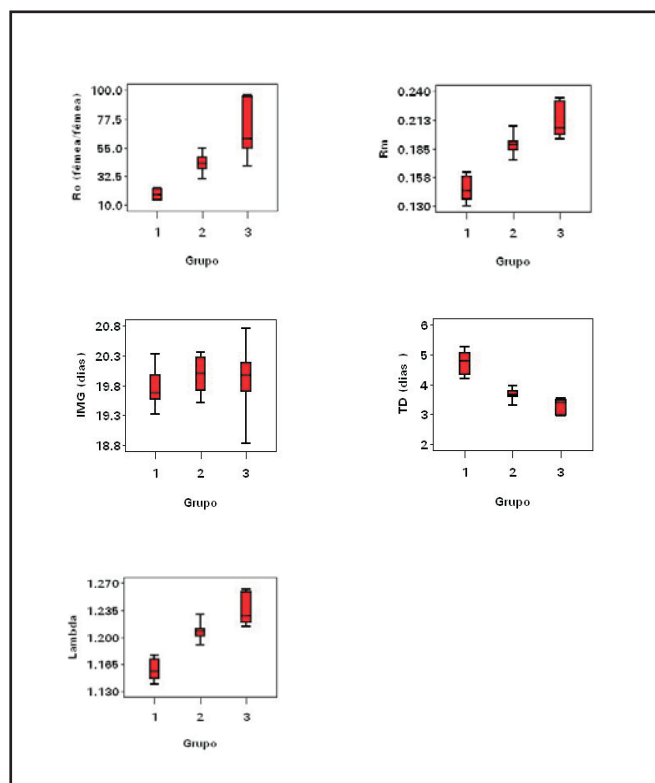 Ro (fémea/fémea)
100.0
77.5
55.0
32.5
10.0
1 2 3
Grupo
Rm
0.240
0.213
0.185
0.158
0.130
1 2 3
Grupo
IMG (dias)
20.8
20.3
19.8
19.3
18.8
1 2 3
Grupo
TD (dias )
6
5
4
3
2
1 2 3
Grupo
Lambda
1.270
1.235
1.200
1.165
1.130
1 2 3
Grupo